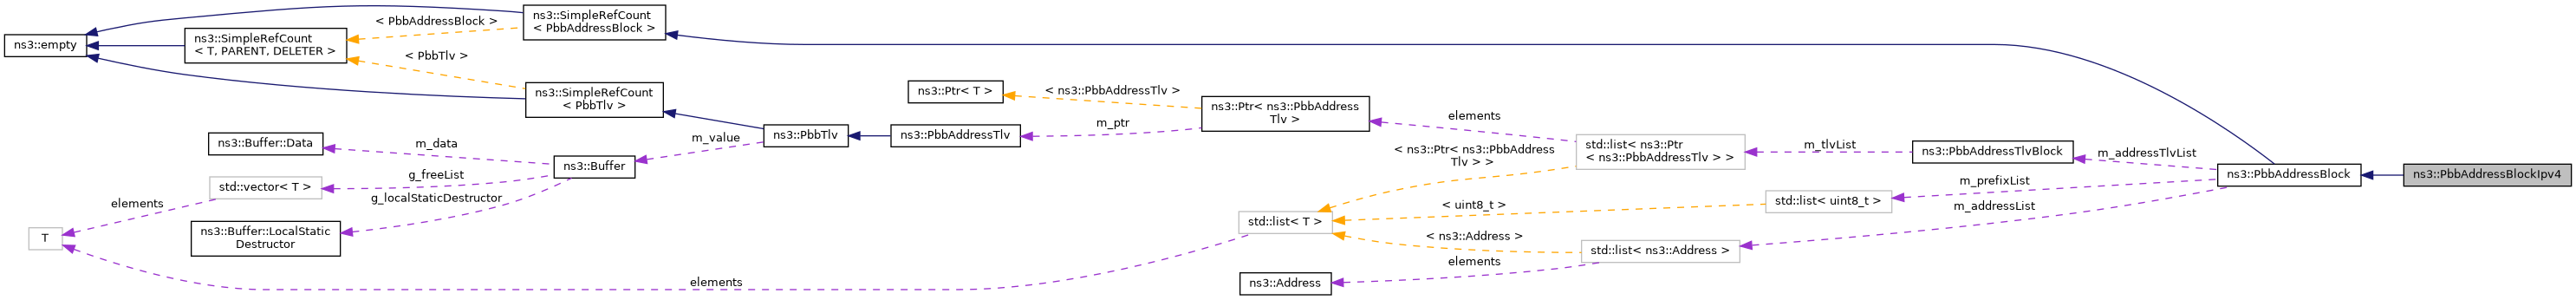 ns3::empty
ns3::SimpleRefCount
< T, PARENT, DELETER >
< PbbAddressBlock >
< PbbTlv >
ns3::SimpleRefCount
< PbbAddressBlock >
ns3::SimpleRefCount
< PbbTlv >
ns3::Buffer::Data
std::vector< T >
ns3::Buffer::LocalStatic
Destructor
T
elements
m_data
g_freeList
g_localStaticDestructor
ns3::Buffer
m_value
ns3::PbbTlv
ns3::PbbAddressTlv
ns3::Ptr< T >
< ns3::PbbAddressTlv >
m_ptr
ns3::Ptr< ns3::PbbAddress
Tlv >
elements
< ns3::Ptr< ns3::PbbAddress
Tlv > >
std::list< T >
< uint8_t >
< ns3::Address >
elements
ns3::Address
elements
std::list< ns3::Ptr
< ns3::PbbAddressTlv > >
m_tlvList
ns3::PbbAddressTlvBlock
std::list< uint8_t >
std::list< ns3::Address >
m_addressTlvList
m_prefixList
m_addressList
ns3::PbbAddressBlock
ns3::PbbAddressBlockIpv4